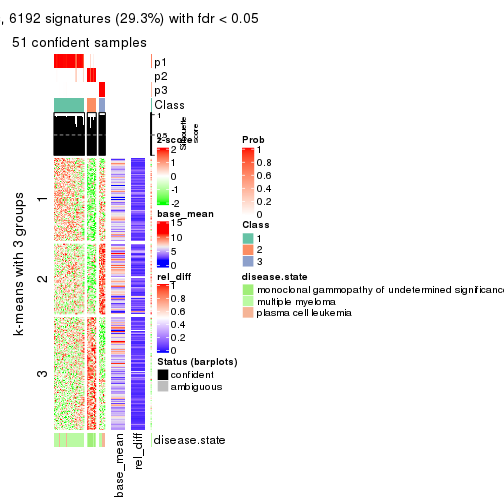 , 6192 signatures (29.3%) with fdr < 0.05
51 confident samples
p1
p2
p3
Class
1
0.5
Silhouette
score
k-means with 3 groups
1
2
3
z-score
2
1
0
-1
-2
base_mean
15
10
5
0
rel_diff
1
0.8
0.6
0.4
0.2
0
Status (barplots)
confident
ambiguous
Prob
1
0.8
0.6
0.4
0.2
0
Class
1
2
3
disease.state
monoclonal gammopathy of undetermined significance
multiple myeloma
plasma cell leukemia
disease.state
base_mean
rel_diff